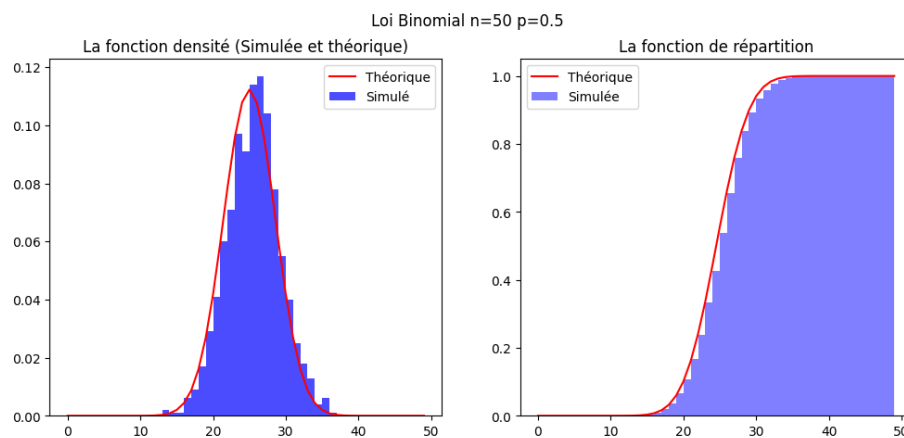 Loi Binomial n=50 p=0.5
La fonction densité (Simulée et théorique)
0.12
0.10
0.08
0.06
0.04
0.02
0.00
0 10 20 30 40 50
Théorique
Simulé
La fonction de répartition
1.0
0.8
0.6
0.4
0.2
0.0
0 10 20 30 40 50
Théorique
Simulée